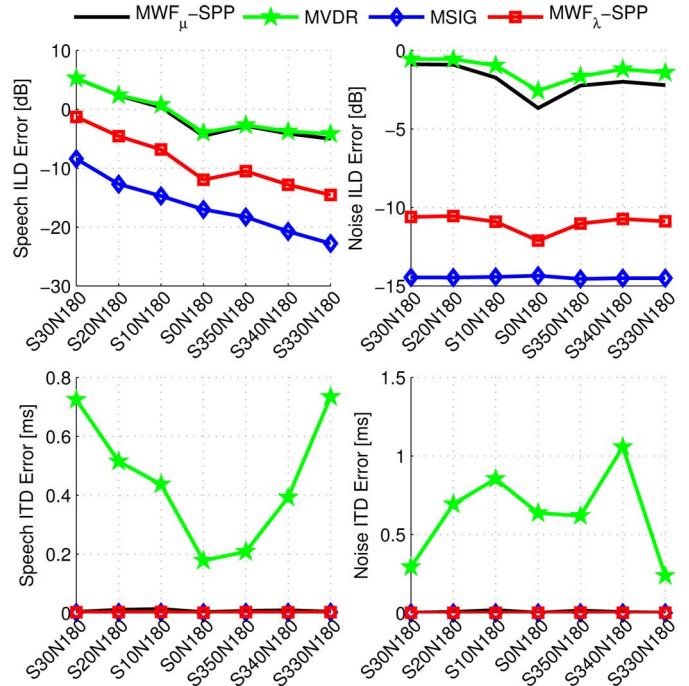 MWFμ−SPP MVDR MSIG MWFλ−SPP
Speech ILD Error [dB]
10
0
−10
−20
−30
S30N180 S20N180 S10N180 S0N180 S350N180 S340N180 S330N180
Noise ILD Error [dB]
0
−5
−10
−15
S30N180 S20N180 S10N180 S0N180 S350N180 S340N180 S330N180
Speech ITD Error [ms]
0.8
0.6
0.4
0.2
0
S30N180 S20N180 S10N180 S0N180 S350N180 S340N180 S330N180
Noise ITD Error [ms]
1.5
1
0.5
0
S30N180 S20N180 S10N180 S0N180 S350N180 S340N180 S330N180